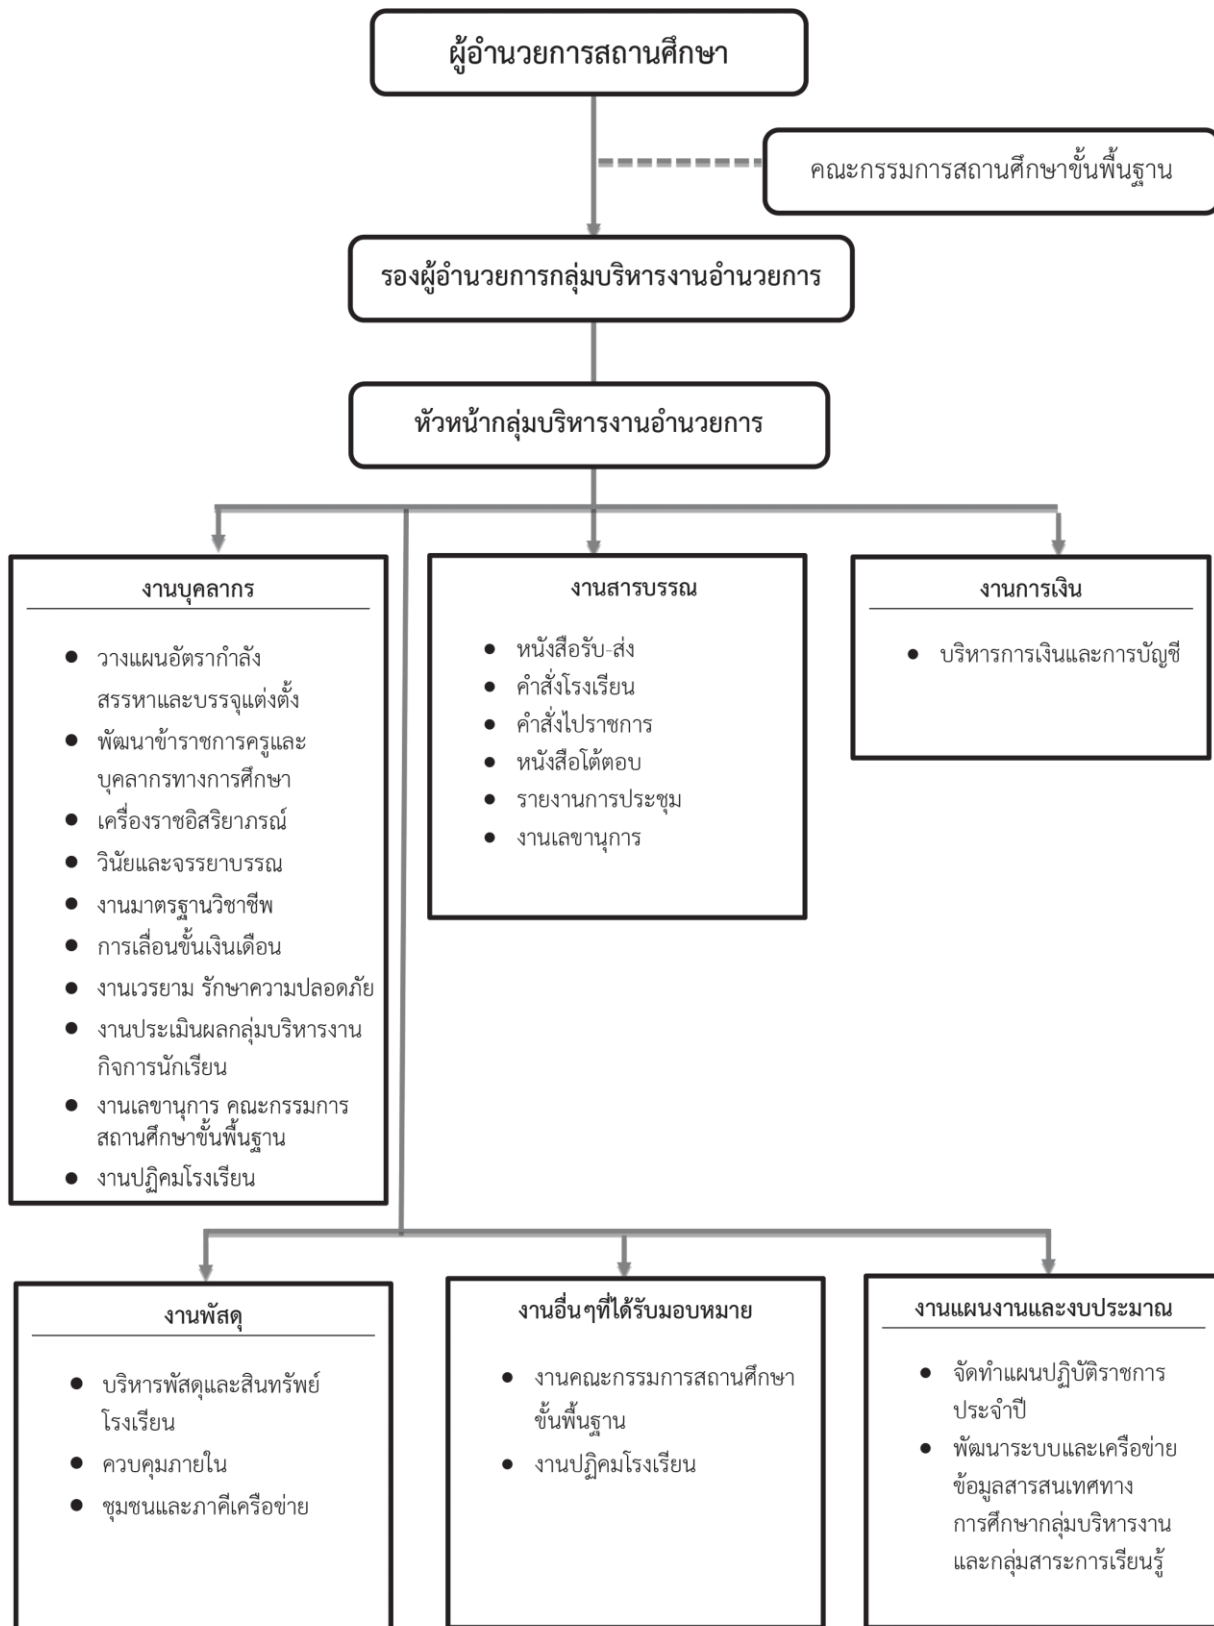 ผู้อำนวยการสถานศึกษา
คณะกรรมการสถานศึกษาขั้นพื้นฐาน
รองผู้อำนวยการกลุ่มบริหารงานอำนวยการ
หัวหน้ากลุ่มบริหารงานอำนวยการ
งานบุคลากร
● วางแผนอัตรากำลัง
สรรหาและบรรจุแต่งตั้ง
● พัฒนาข้าราชการครูและ
บุคลากรทางการศึกษา
● เครื่องราชอิสริยาภรณ์
● วินัยและจรรยาบรรณ
● งานมาตรฐานวิชาชีพ
● การเลื่อนขั้นเงินเดือน
● งานเวรยาม รักษาความปลอดภัย
● งานประเมินผลกลุ่มบริหารงาน
กิจการนักเรียน
● งานเลขานุการ คณะกรรมการ
สถานศึกษาขั้นพื้นฐาน
● งานปฏิคมโรงเรียน
งานสารบรรณ
● หนังสือรับ-ส่ง
● คำสั่งโรงเรียน
● คำสั่งไปราชการ
● หนังสือโต้ตอบ
● รายงานการประชุม
● งานเลขานุการ
งานการเงิน
● บริหารการเงินและการบัญชี
งานพัสดุ
● บริหารพัสดุและสินทรัพย์
โรงเรียน
● ควบคุมภายใน
● ชุมชนและภาคีเครือข่าย
งานอื่นๆที่ได้รับมอบหมาย
● งานคณะกรรมการสถานศึกษา
ขั้นพื้นฐาน
● งานปฏิคมโรงเรียน
งานแผนงานและงบประมาณ
● จัดทำแผนปฏิบัติราชการ
ประจำปี
● พัฒนาระบบและเครือข่าย
ข้อมูลสารสนเทศทาง
การศึกษากลุ่มบริหารงาน
และกลุ่มสาระการเรียนรู้